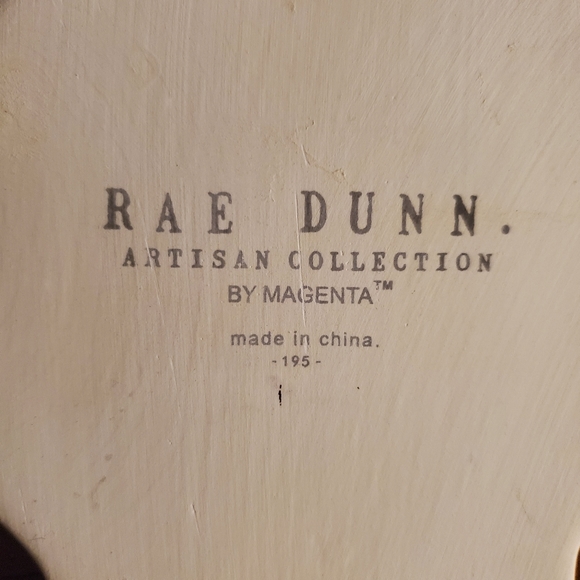 RAE DUNN.
ARTISAN COLLECTION
BY MAGENTA™
made in china.
-195-